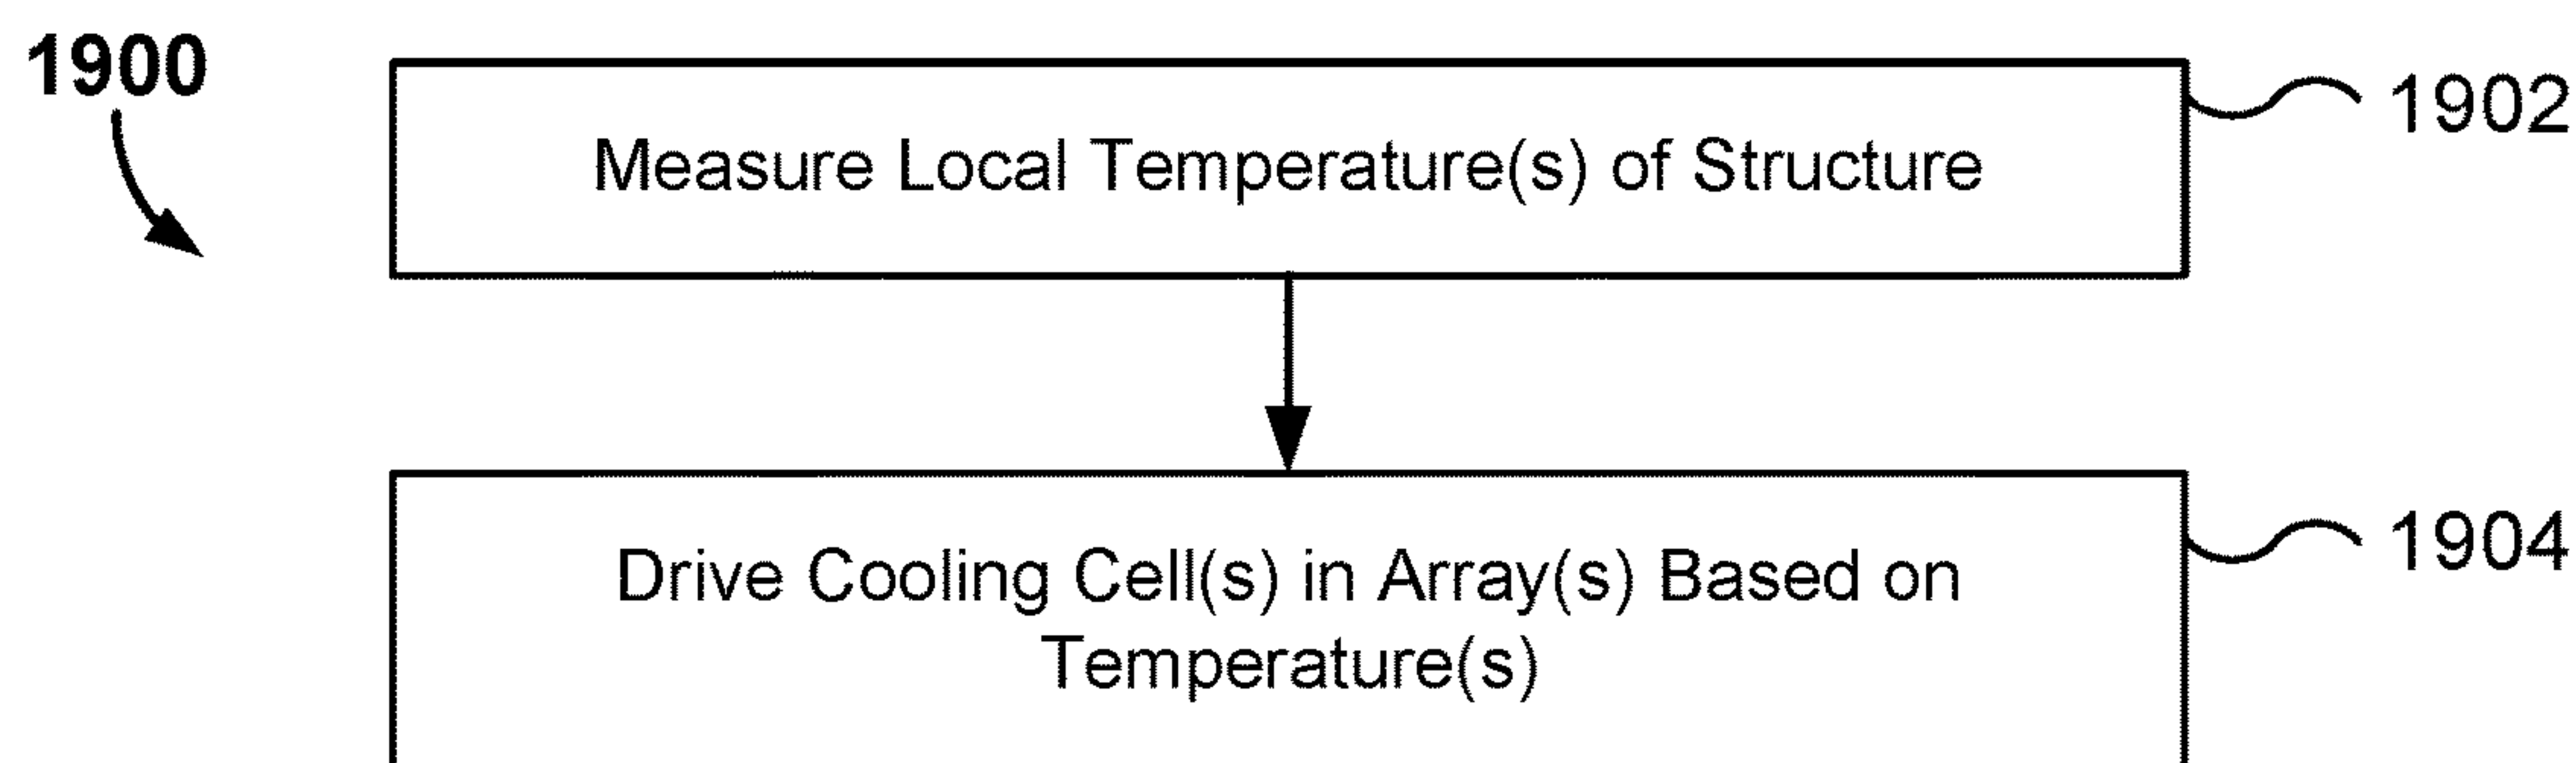 1900
1902
Measure Local Temperature(s) of Structure
1904
Drive Cooling Cell(s) in Array(s) Based on
Temperature(s)